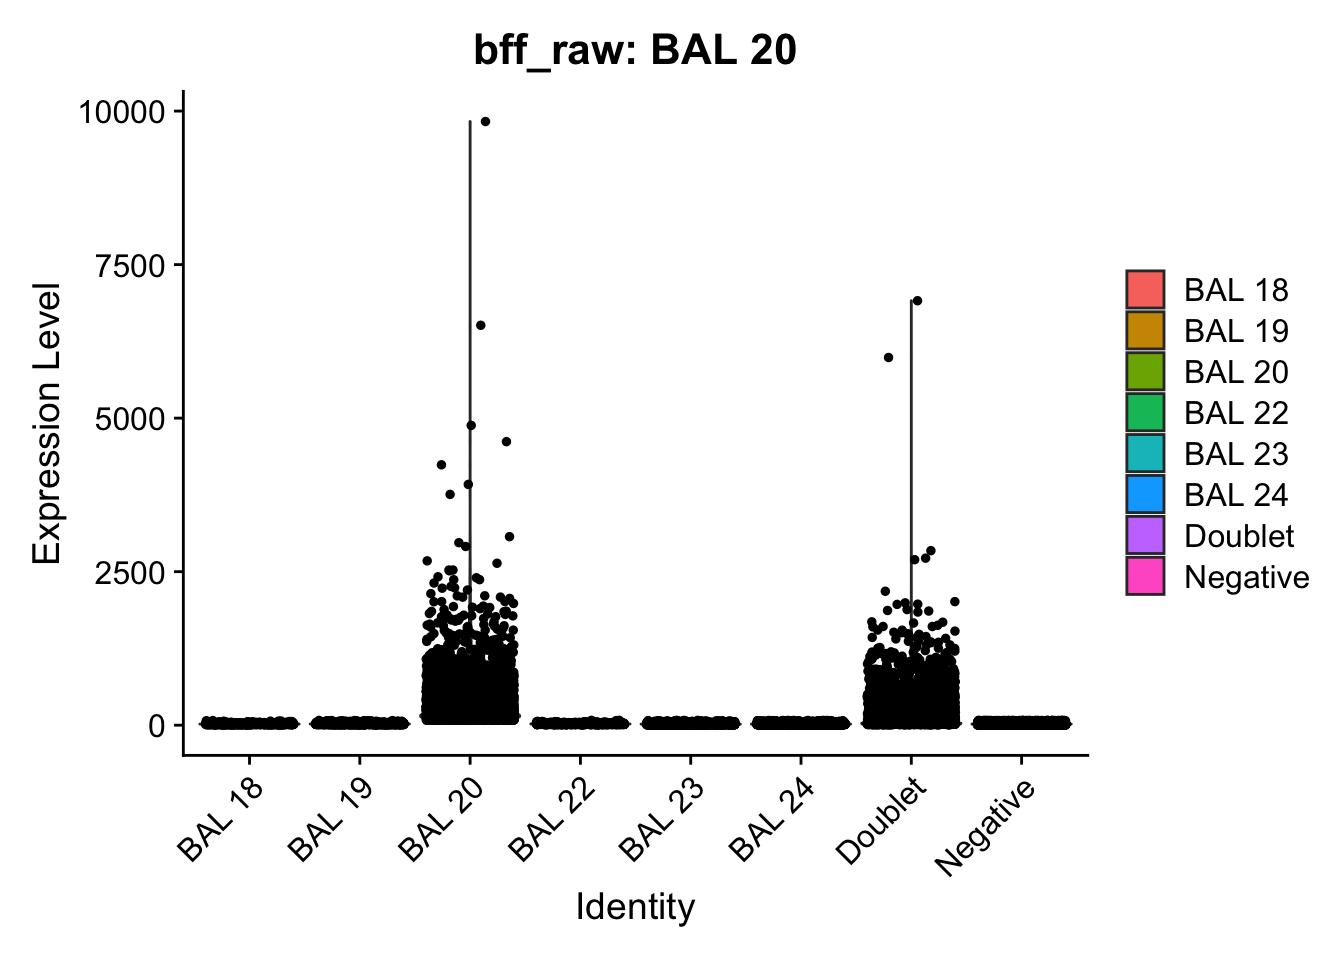 bff_raw: BAL 20
Expression Level
10000
7500
5000
2500
0
BAL 18
BAL 19
BAL 20
BAL 22
BAL 23
BAL 24
Doublet
Negative
Identity
BAL 18
BAL 19
BAL 20
BAL 22
BAL 23
BAL 24
Doublet
Negative